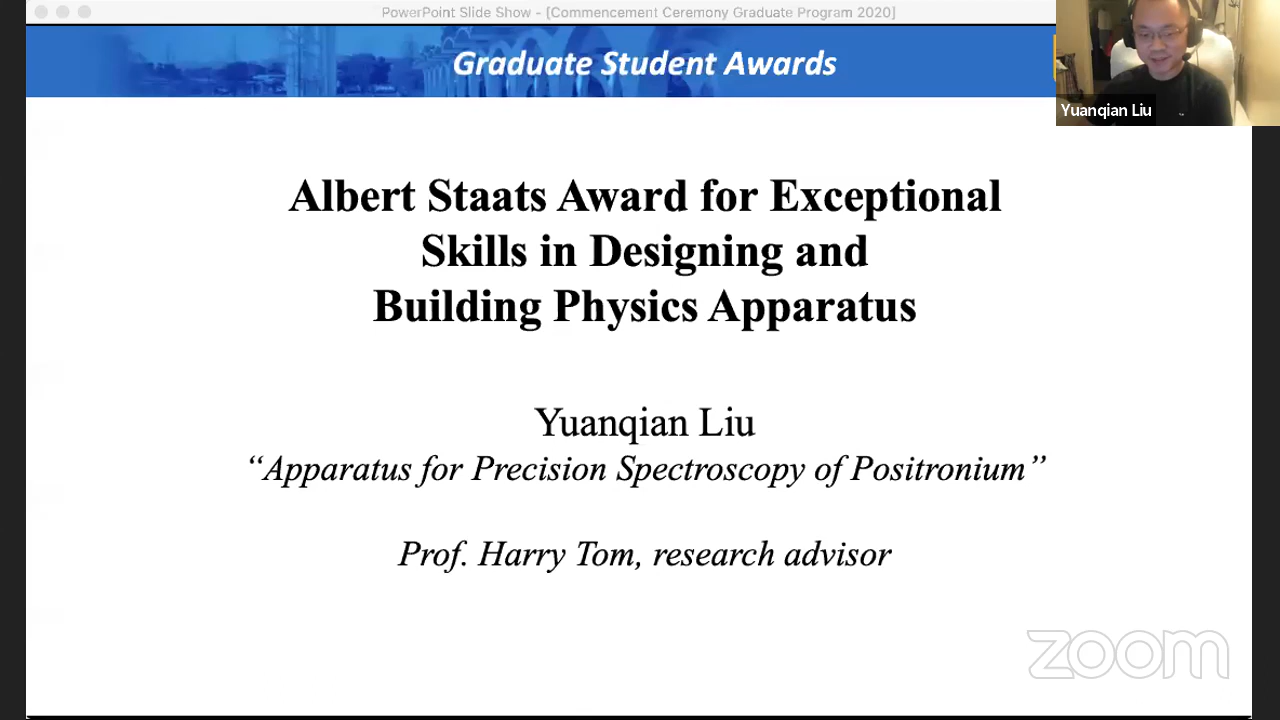 PowerPoint Slide Show - [Commencement Ceremony Graduate Program 2020]
Graduate Student Awards
Yuanqian Liu
Albert Staats Award for Exceptional
Skills in Designing and
Building Physics Apparatus
Yuanqian Liu
“Apparatus for Precision Spectroscopy of Positronium”
Prof. Harry Tom, research advisor
zoom